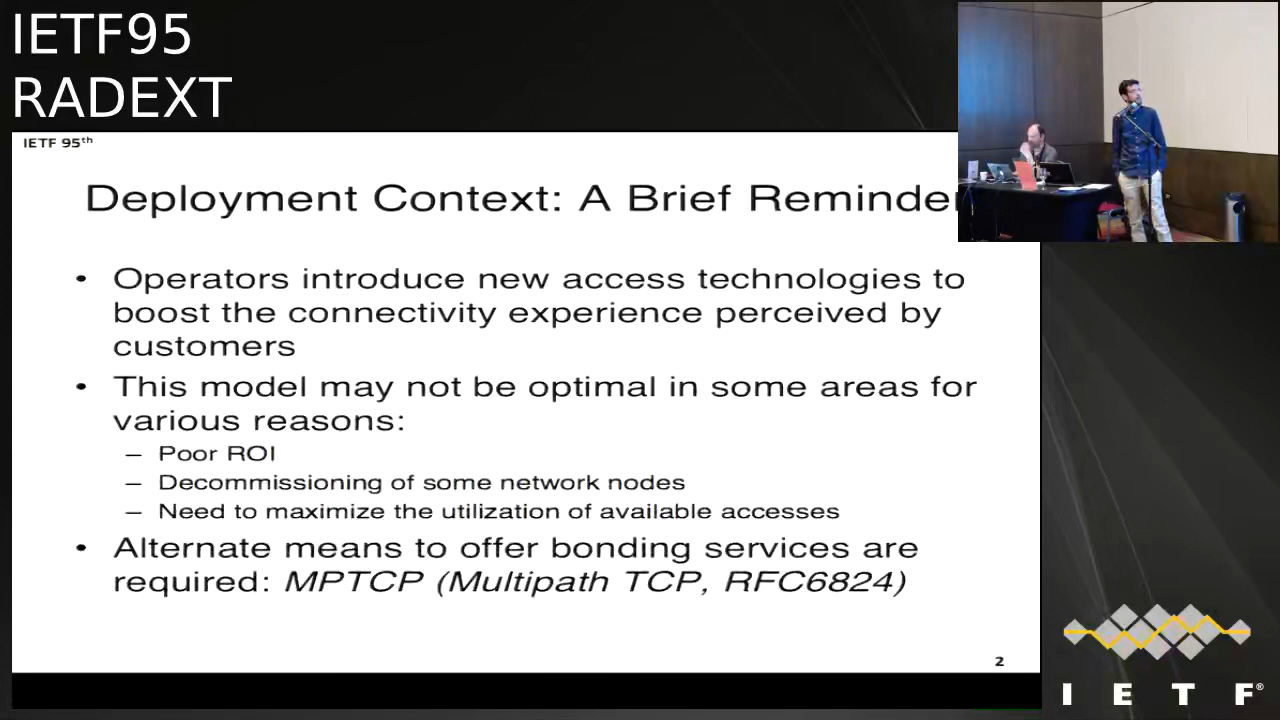 IETF95
RADEXT
IETF 95th
Deployment Context: A Brief Reminder
• Operators introduce new access technologies to
boost the connectivity experience perceived by
customers
• This model may not be optimal in some areas for
various reasons:
– Poor ROI
– Decommissioning of some network nodes
– Need to maximize the utilization of available accesses
• Alternate means to offer bonding services are
required: MPTCP (Multipath TCP, RFC6824)
2
I E T F®